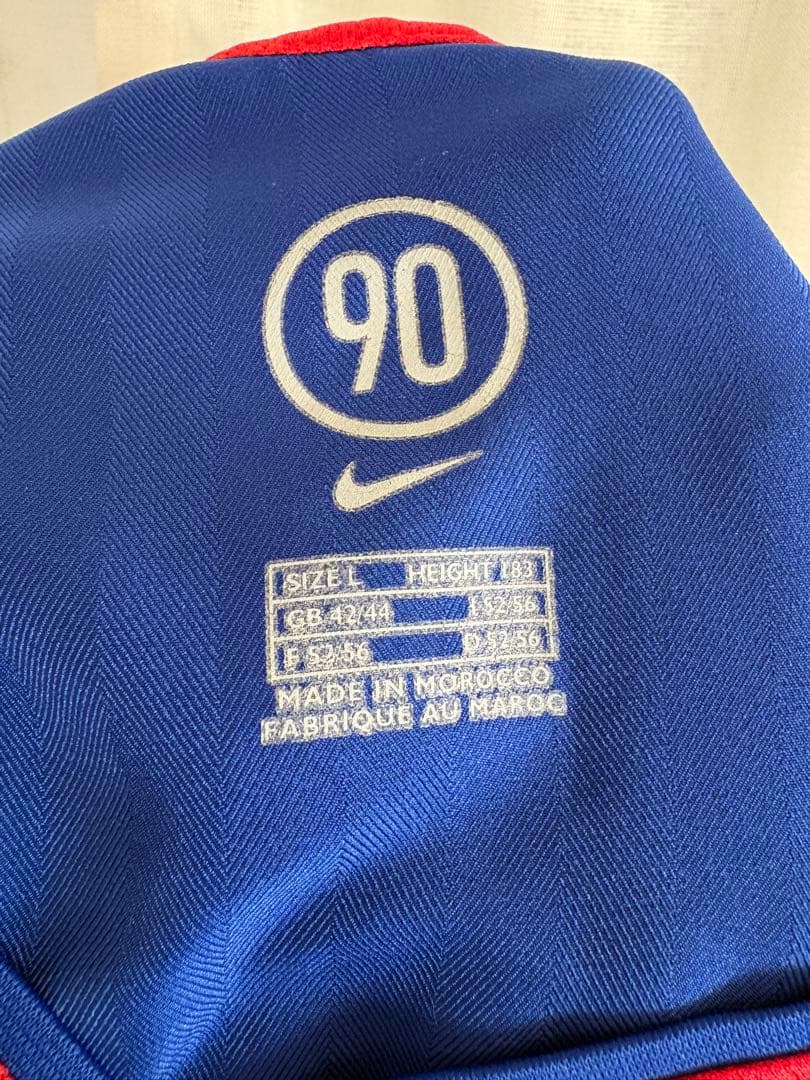 90
SIZE L HEIGHT 183
GB 42/44 I 52/56
F 52/56 D 52/56
MADE IN MOROCCO
FABRIQUE AU MAROC